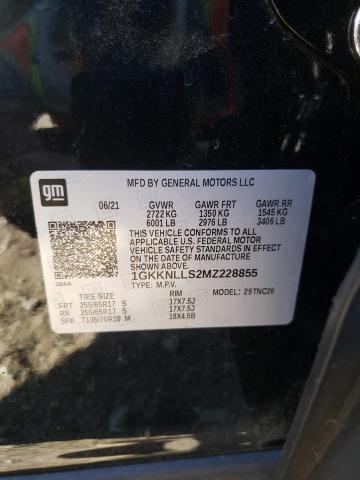 gm
MFD BY GENERAL MOTORS LLC
06/21 GVWR GAWR FRT GAWR RR
2722 KG 1350 KG 1545 KG
6001 LB 2976 LB 3406 LB
THIS VEHICLE CONFORMS TO ALL
APPLICABLE U.S. FEDERAL MOTOR
VEHICLE SAFETY STANDARDS IN EFFECT
ON THE DATE OF MANUFACTURE SHOWN ABOVE.
1GKKNLLS2MZ228855
TYPE: M.P.V. MODEL: 25TNC26
TIRE SIZE RIM
FRT 255/65R17 S 17X7.5J
RR 255/65R17 S 17X7.5J
SPA T135/70R18 M 18X4.5B